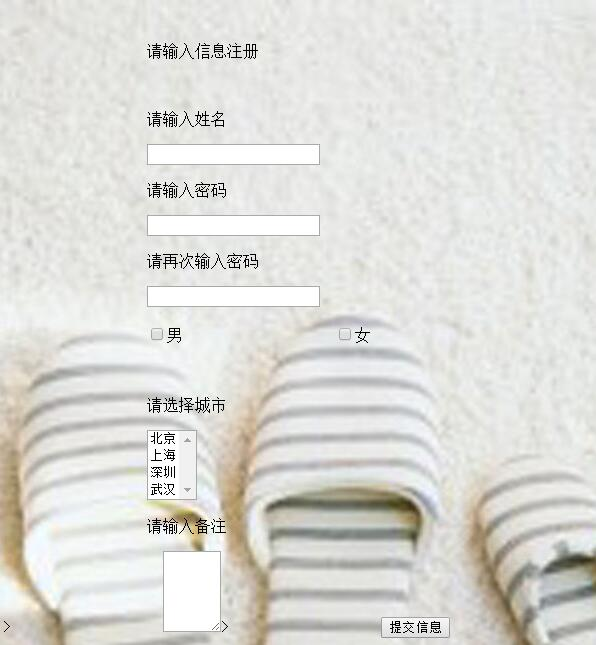 请输入信息注册
请输入姓名
请输入密码
请再次输入密码
男 女
请选择城市
北京
上海
深圳
武汉
请输入备注
> > 提交信息